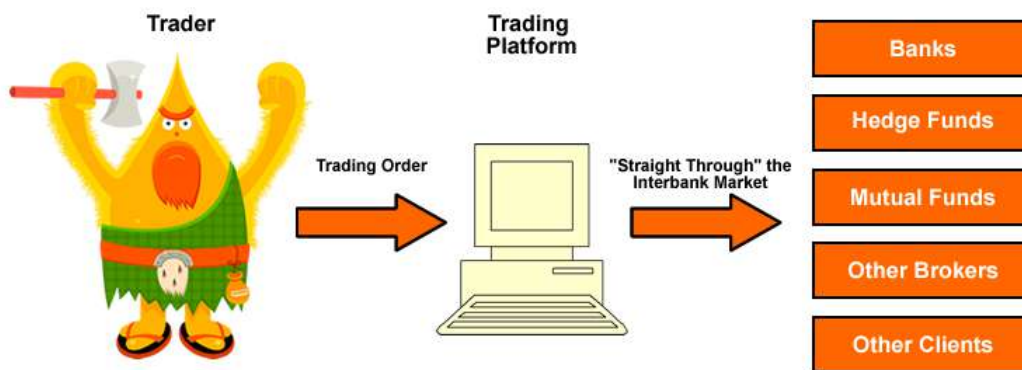 Trader
Trading
Platform
Trading Order
"Straight Through" the
Interbank Market
Banks
Hedge Funds
Mutual Funds
Other Brokers
Other Clients